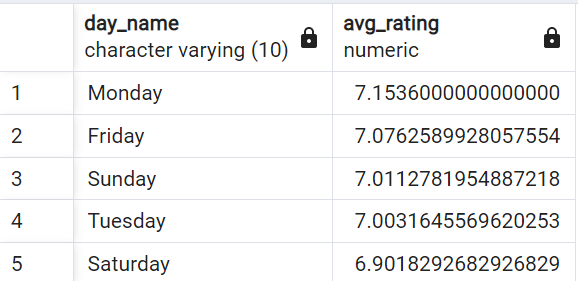 day_name avg_rating
character varying (10) numeric
1 Monday 7.1536000000000000
2 Friday 7.0762589928057554
3 Sunday 7.0112781954887218
4 Tuesday 7.0031645569620253
5 Saturday 6.9018292682926829